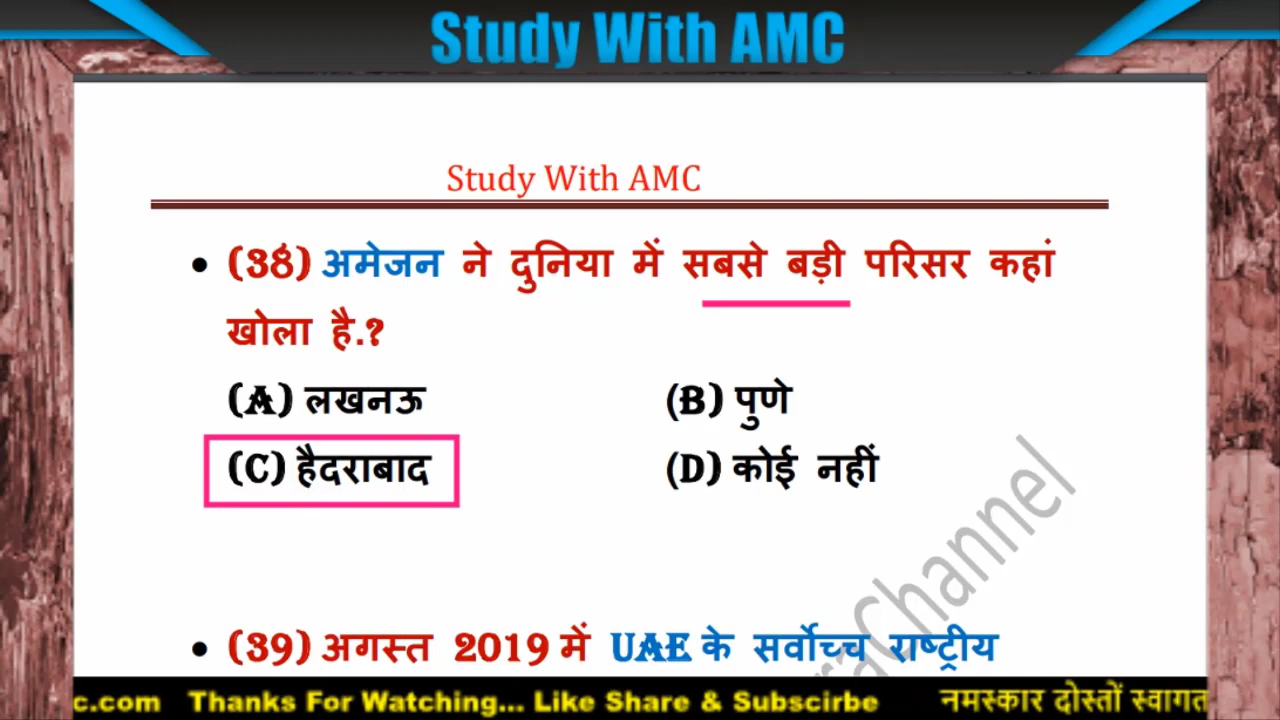 Study With AMC
Study With AMC
• (38) अमेजन ने दुनिया में सबसे बड़ी परिसर कहां
खोला है.?
(A) लखनऊ (B) पुणे
(C) हैदराबाद (D) कोई नहीं
raChannel
• (39) अगस्त 2019 में UAE के सर्वोच्च राष्ट्रीय
c.com Thanks For Watching... Like Share & Subscirbe नमस्कार दोस्तों स्वागत